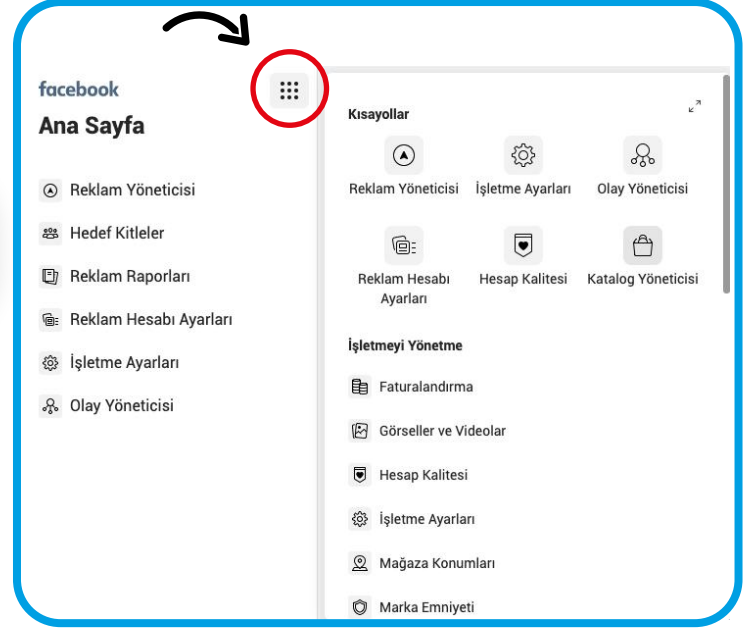 facebook
Ana Sayfa
Reklam Yöneticisi
Hedef Kitleler
Reklam Raporları
Reklam Hesabı Ayarları
İşletme Ayarları
Olay Yöneticisi
Kısayollar
Reklam Yöneticisi
İşletme Ayarları
Olay Yöneticisi
Reklam Hesabı
Ayarları
Hesap Kalitesi
Katalog Yöneticisi
İşletmeyi Yönetme
Faturalandırma
Görseller ve Videolar
Hesap Kalitesi
İşletme Ayarları
Mağaza Konumları
Marka Emniyeti